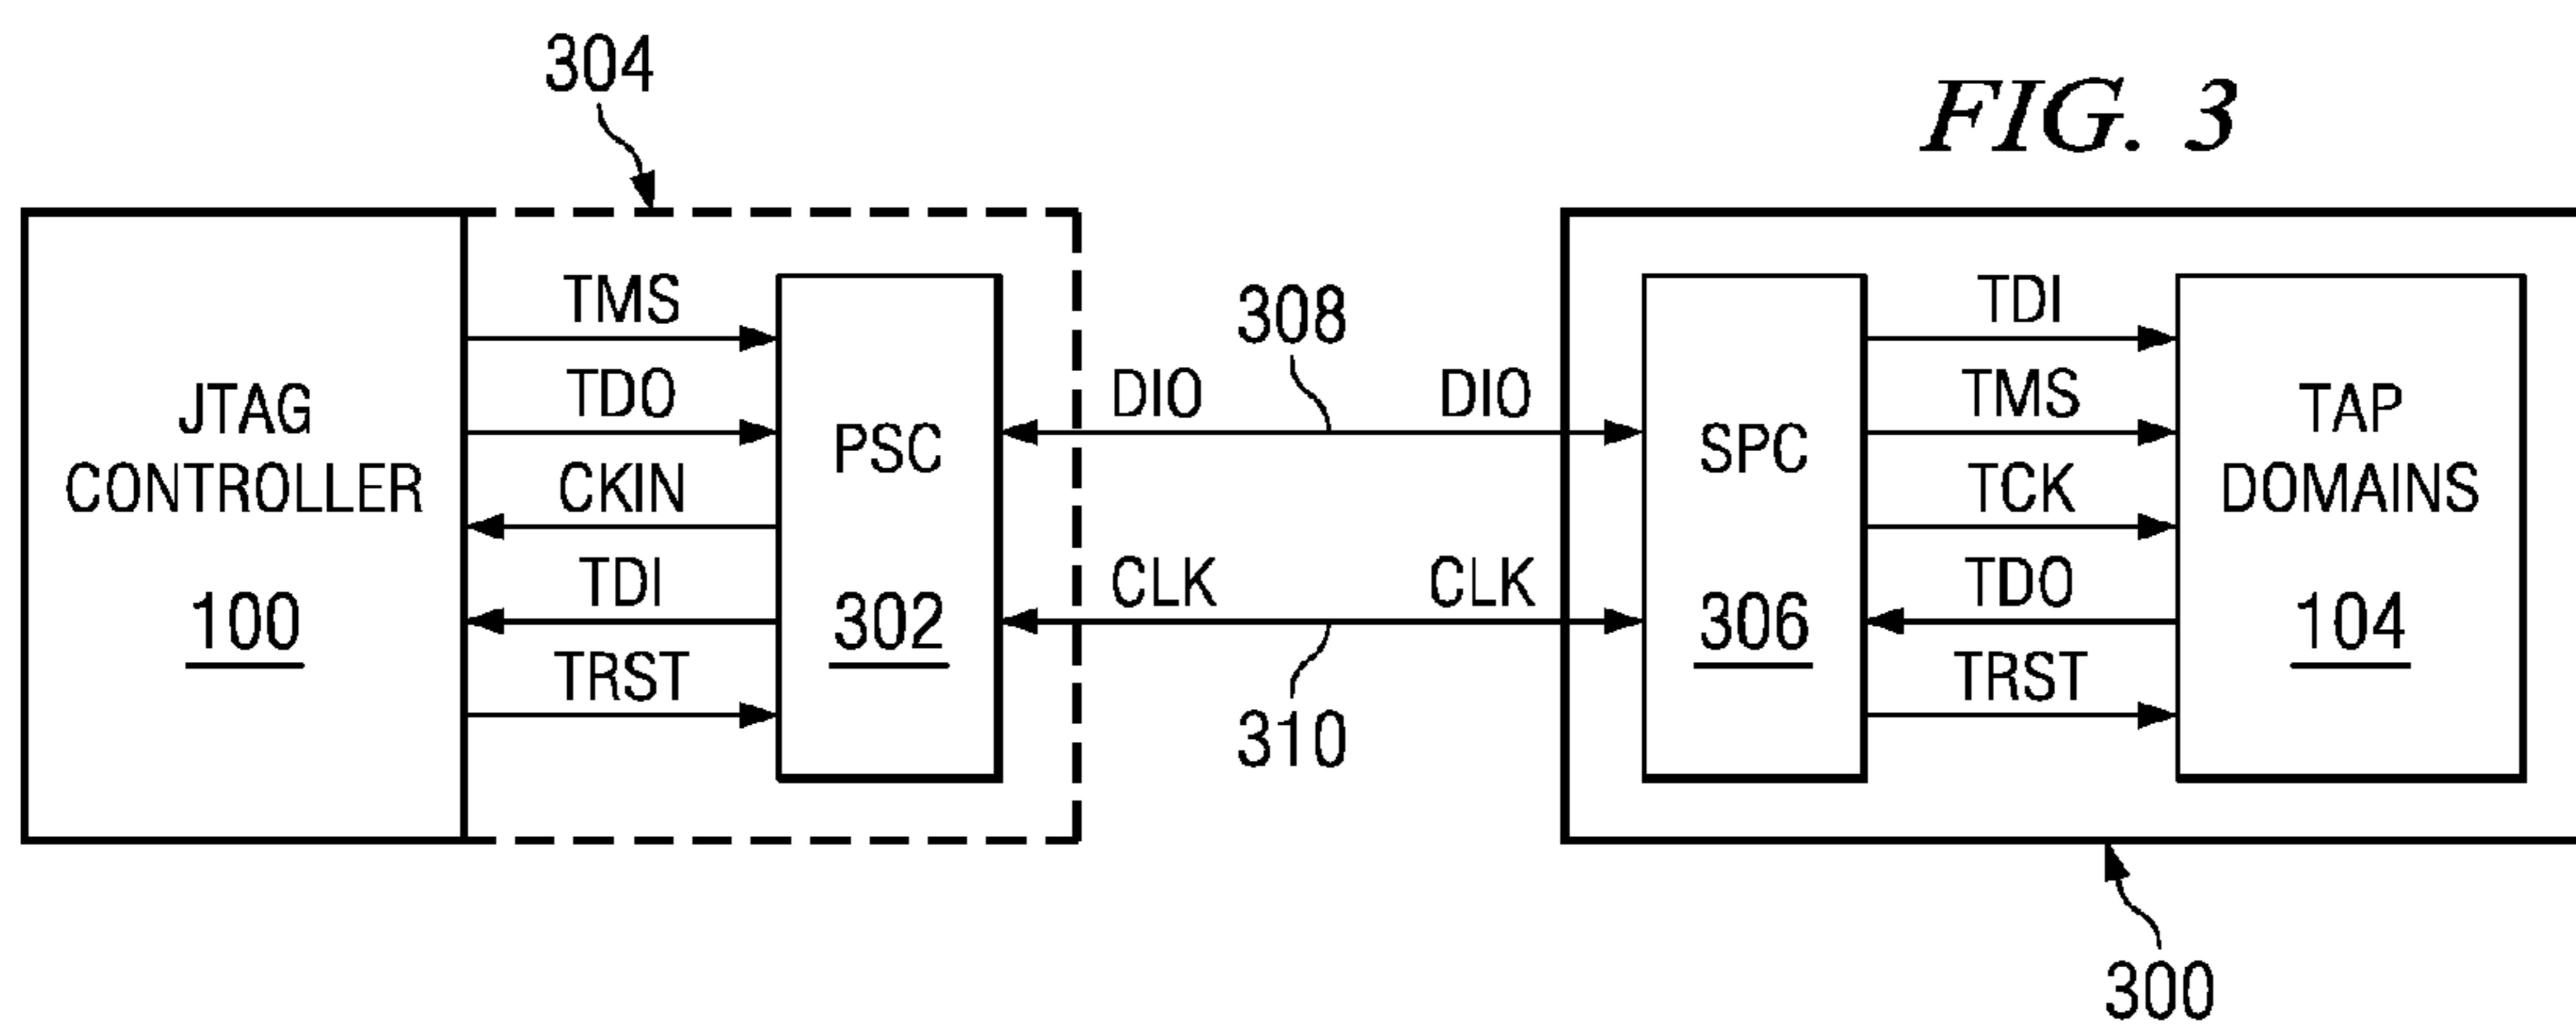 304
FIG. 3
JTAG
CONTROLLER
100
TMS
TDO
CKIN
TDI
TRST
PSC
302
DIO
CLK
308
310
DIO
CLK
SPC
306
TDI
TMS
TCK
TDO
TRST
TAP
DOMAINS
104
300